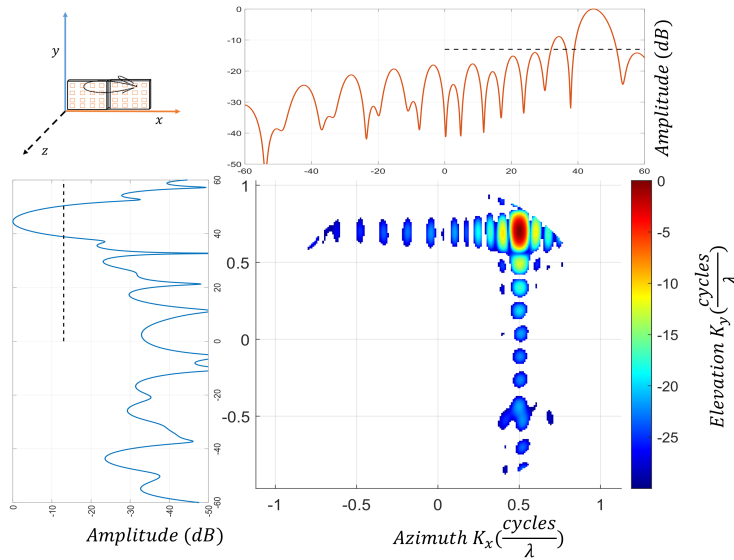 y
x
z
0
-10
-20
-30
-40
-50
-60 -40 -20 0 20 40 60
Amplitude (dB)
60
40
20
0
-20
-40
-60
0 -10 -20 -30 -40 -50
Amplitude (dB)
1
0.5
0
-0.5
-1 -0.5 0 0.5 1
Azimuth K_x(cycles/λ)
0
-5
-10
-15
-20
-25
Elevation K_y(cycles/λ)